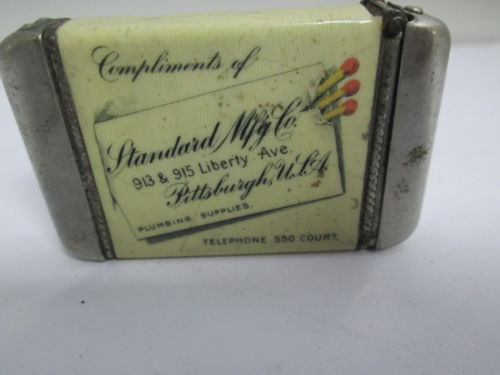 Compliments of
Standard Mfg Co.
913 & 915 Liberty Ave.
Pittsburgh, U.S.A.
PLUMBING SUPPLIES.
TELEPHONE 550 COURT.